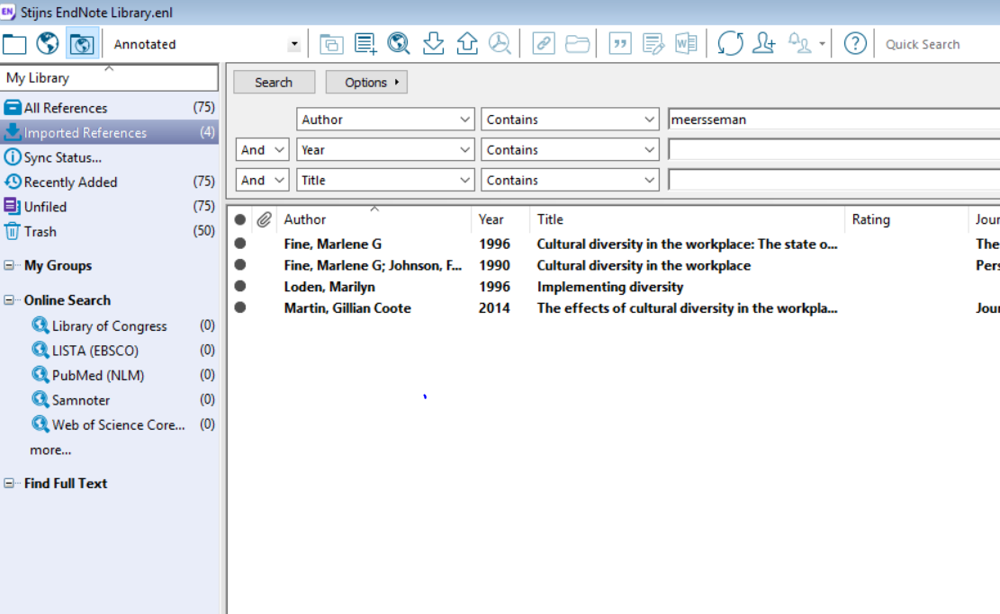 EN Stijns EndNote Library.enl
Annotated
Quick Search
My Library
All References (75)
Imported References (4)
Sync Status...
Recently Added (75)
Unfiled (75)
Trash (50)
My Groups
Online Search
Library of Congress (0)
LISTA (EBSCO) (0)
PubMed (NLM) (0)
Samnoter (0)
Web of Science Core... (0)
more...
Find Full Text
Search Options
Author Contains meersseman
And Year Contains
And Title Contains
Author Year Title Rating Jour
Fine, Marlene G 1996 Cultural diversity in the workplace: The state o... The
Fine, Marlene G; Johnson, F... 1990 Cultural diversity in the workplace Pers
Loden, Marilyn 1996 Implementing diversity
Martin, Gillian Coote 2014 The effects of cultural diversity in the workpla... Jour